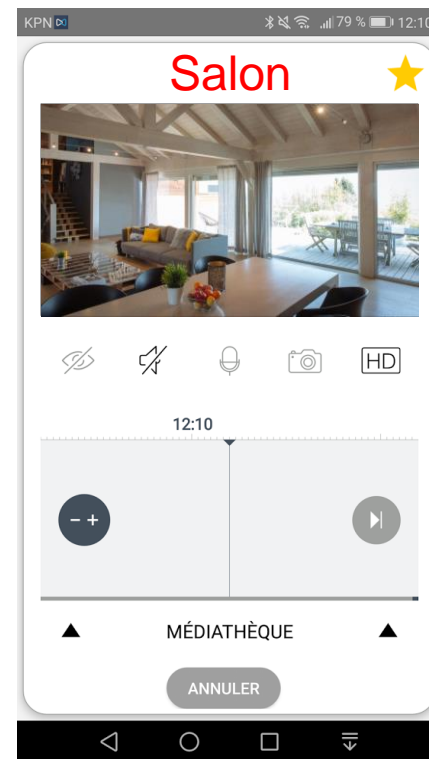 KPN 79 % 12:10
Salon
HD
12:10
- +
MÉDIATHÈQUE
ANNULER